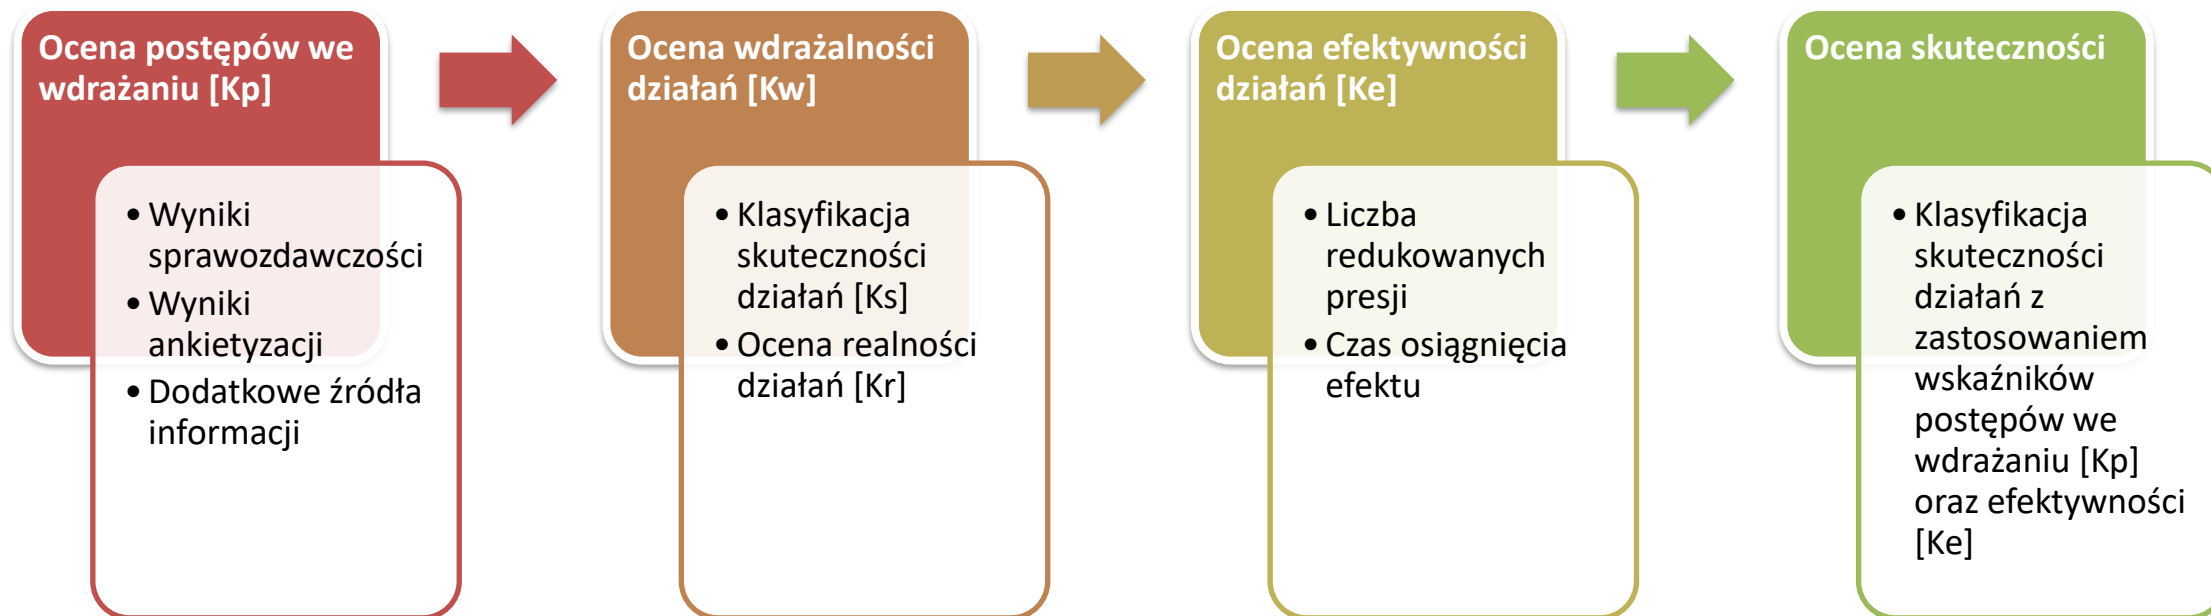 Ocena postępów we
wdrażaniu [Kp]
• Wyniki
sprawozdawczości
• Wyniki
ankietyzacji
• Dodatkowe źródła
informacji
Ocena wdrażalności
działań [Kw]
• Klasyfikacja
skuteczności
działań [Ks]
• Ocena realności
działań [Kr]
Ocena efektywności
działań [Ke]
• Liczba
redukowanych
presji
• Czas osiągnięcia
efektu
Ocena skuteczności
• Klasyfikacja
skuteczności
działań z
zastosowaniem
wskaźników
postępów we
wdrażaniu [Kp]
oraz efektywności
[Ke]